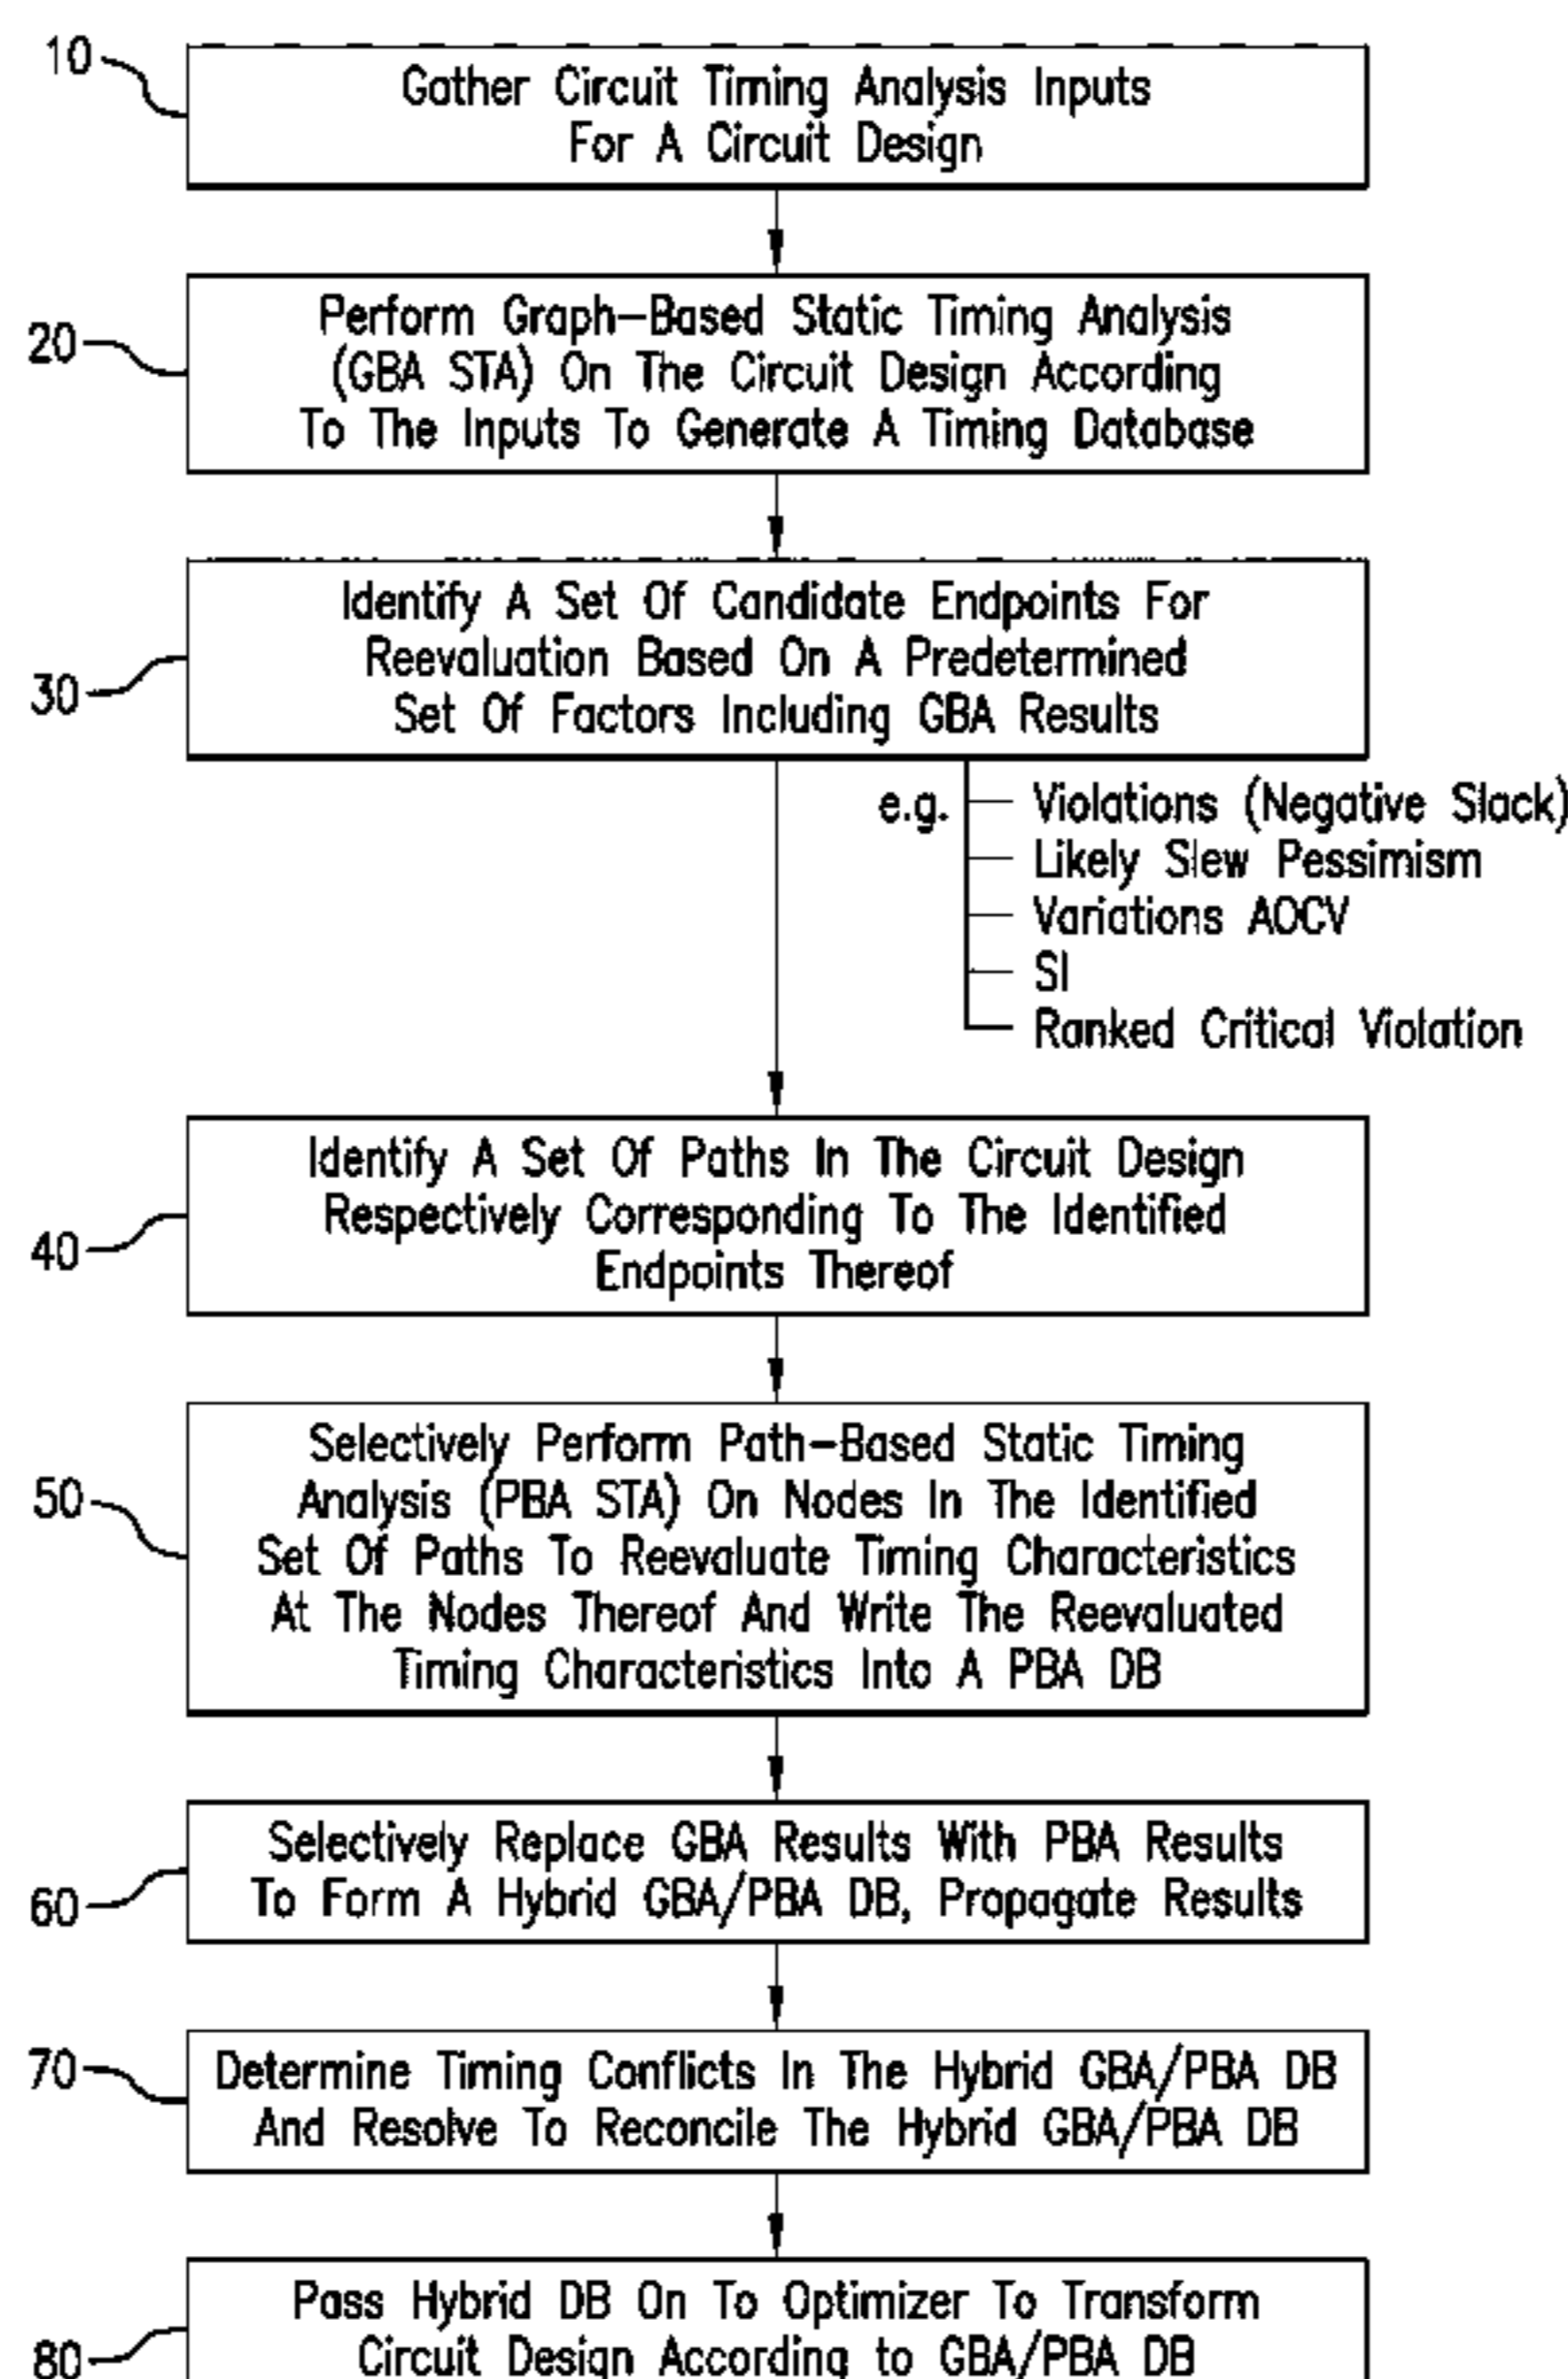 10
Gather Circuit Timing Analysis Inputs
For A Circuit Design
20
Perform Graph-Based Static Timing Analysis
(GBA STA) On The Circuit Design According
To The Inputs To Generate A Timing Database
30
Identify A Set Of Candidate Endpoints For
Reevaluation Based On A Predetermined
Set Of Factors Including GBA Results
e.g.
Violations (Negative Slack)
Likely Slew Pessimism
Variations AOCV
SI
Ranked Critical Violation
40
Identify A Set Of Paths In The Circuit Design
Respectively Corresponding To The Identified
Endpoints Thereof
50
Selectively Perform Path-Based Static Timing
Analysis (PBA STA) On Nodes In The Identified
Set Of Paths To Reevaluate Timing Characteristics
At The Nodes Thereof And Write The Reevaluated
Timing Characteristics Into A PBA DB
60
Selectively Replace GBA Results With PBA Results
To Form A Hybrid GBA/PBA DB, Propagate Results
70
Determine Timing Conflicts In The Hybrid GBA/PBA DB
And Resolve To Reconcile The Hybrid GBA/PBA DB
80
Pass Hybrid DB On To Optimizer To Transform
Circuit Design According to GBA/PBA DB